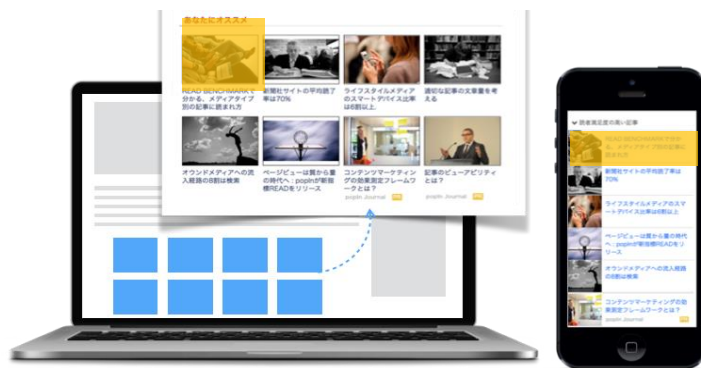 あなたにオススメ
READ BENCHMARKで
分かる、メディアタイプ
別の記事に読まれ方
新聞社サイトの平均読了
率は70%
ライフスタイルメディア
のスマートデバイス比率
は6割以上
適切な記事の文章量を考
える
オウンドメディアへの流
入経路の8割は検索
ページビューは質から量
の時代へ:popInが新指
標READをリリース
コンテンツマーケティン
グの効果測定フレームワ
ークとは?
popIn Journal PR
記事のビューアビリティ
とは?
popIn Journal PR
読者満足度の高い記事
READ BENCHMARKで分か
る、メディアタイプ別の記事に
読まれ方
新聞社サイトの平均読了率は
70%
ライフスタイルメディアのスマ
ートデバイス比率は6割以上
ページビューは質から量の時代
へ:popInが新指標READをリ
リース
オウンドメディアへの流入経路
の8割は検索
コンテンツマーケティングの効
果測定フレームワークとは?
popIn Journal PR